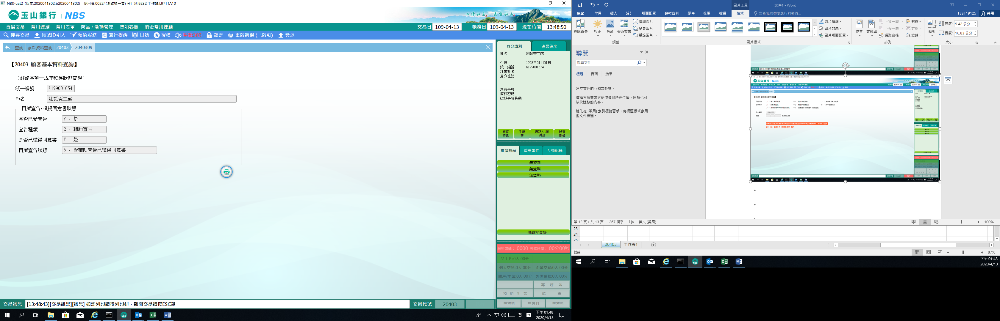 NBS-uat2 (版本:2020041302.b2020041302) 使用者:00224(測試櫃一寅) 分行別:9232 工作站:L9711A10
玉山銀行 | NBS
心清如玉 義重如山
自選交易 常用連結 常用表單 商品 / 活動管理 智能客服 消金常用連結
交易日 109-04-13 帳務日 109-04-13 現在時間 13:48:50
搜尋交易 帳號ID引入 預約服務 蒞行提醒 日誌 授權 廣播:303 鎖定 重啟週邊 (已啟動) 簽退
查詢 存戶資料查詢 20403 2040309
【20403 顧客基本資料查詢】
【註記事項—成年監護狀況查詢】
統一編號 A199001654
戶名 測試黃二藏
目前宣告/徵提同意書狀態
是否已受宣告 Y - 是
宣告種類 2 - 輔助宣告
是否已徵得同意書 Y - 是
目前宣告狀態 6 - 受輔助宣告已徵得同意書
身分識別 產品往來
姓名 測試黃二藏
生日 1998年01月01日
統一編號 A199001654
理專姓名
身分註記
注意事項
簡訊密碼
近期事故異動
顧客資訊 手續費 通路/共同行銷 顧客影像
推薦商品 重要事件 互動記錄
無資料
無資料
無資料
一般轉介登錄
服務號碼： 0000 等候時間： 00分00秒
V I P:0人 00分
個人交易:0人 00分 企業交易:0人 00分
開戶/申請:0人 00分 外匯業務:0人 00分
再 呼 叫
預 約 叫 號 結 束
無資料 無資料 無資料
交易訊息 [13:48:43][交易訊息][訊息] 如需列印請按列印鈕，離開交易請按ESC鍵
交易代號 20403
英 下午 01:48
2020/4/13
圖片工具 文件1 - Word
檔案 常用 插入 設計 版面配置 參考資料 郵件 校閱 檢視 格式 告訴我您想要執行的動作... TEST19125 共用
移除背景 校正 色彩 美術效果 壓縮圖片 變更圖片 重設圖片
圖片框線 圖片效果 圖片版面配置
位置 文繞圖 上移一層 下移一層 選取窗格 對齊 群組 旋轉
裁剪 高度: 9.42 公分
寬度: 16.83 公分
調整 圖片樣式 排列 大小
導覽
搜尋文件
標題 頁面 結果
建立文件的互動式外框。
這種方法非常方便您追蹤所在位置，同時也可以快速移動內容。
請先從 [常用] 索引標籤著手，將標題樣式套用至文件標題。
第 12 頁，共 13 頁 267 個字 英文 (美國) 100%
23
24
25
20403 工作表1
就緒 87%
下午 01:48
2020/4/13